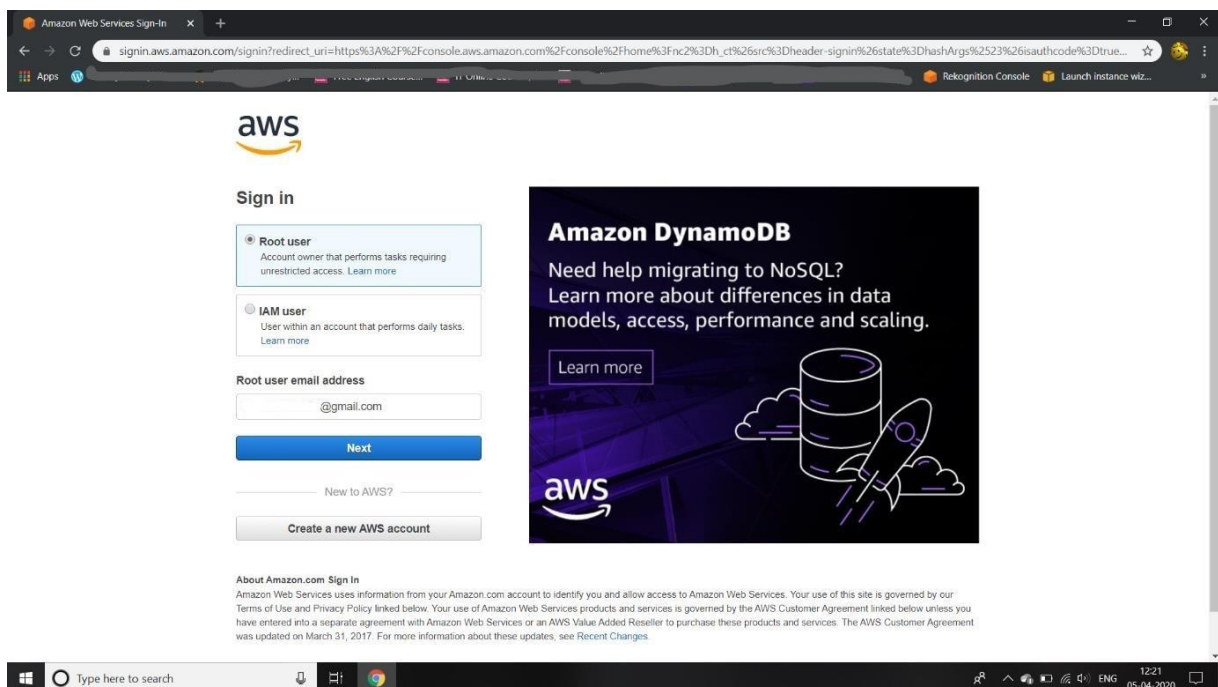 Amazon Web Services Sign-In
signin.aws.amazon.com/signin?redirect_uri=https%3A%2F%2Fconsole.aws.amazon.com%2Fconsole%2Fhome%3Fnc2%3Dh_ct%26src%3Dheader-signin%26state%3DhashArgs%2523%26isauthcode%3Dtrue...
Apps
Rekognition Console
Launch instance wiz...
»
aws
Sign in
Root user
Account owner that performs tasks requiring
unrestricted access. Learn more
IAM user
User within an account that performs daily tasks.
Learn more
Root user email address
@gmail.com
Next
New to AWS?
Create a new AWS account
Amazon DynamoDB
Need help migrating to NoSQL?
Learn more about differences in data
models, access, performance and scaling.
Learn more
aws
About Amazon.com Sign In
Amazon Web Services uses information from your Amazon.com account to identify you and allow access to Amazon Web Services. Your use of this site is governed by our
Terms of Use and Privacy Policy linked below. Your use of Amazon Web Services products and services is governed by the AWS Customer Agreement linked below unless you
have entered into a separate agreement with Amazon Web Services or an AWS Value Added Reseller to purchase these products and services. The AWS Customer Agreement
was updated on March 31, 2017. For more information about these updates, see Recent Changes.
Type here to search
ENG
12:21
05-04-2020